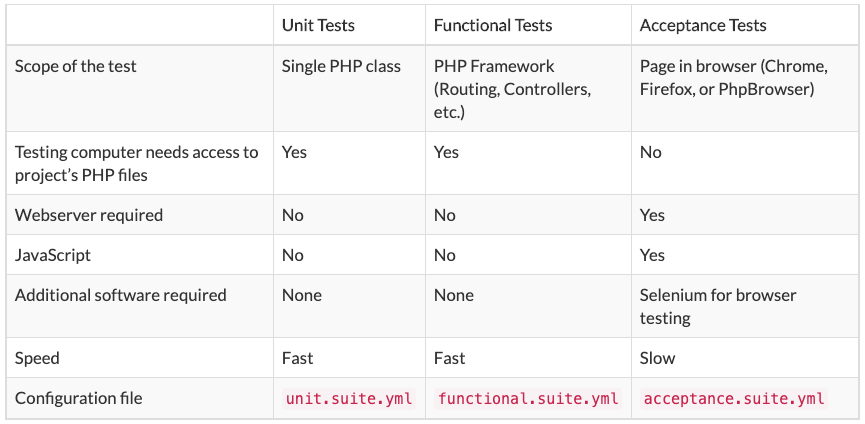 Unit Tests Functional Tests Acceptance Tests
Scope of the test Single PHP class PHP Framework Page in browser (Chrome,
(Routing, Controllers, Firefox, or PhpBrowser)
etc.)
Testing computer needs access to Yes Yes No
project's PHP files
Webserver required No No Yes
JavaScript No No Yes
Additional software required None None Selenium for browser
testing
Speed Fast Fast Slow
Configuration file unit.suite.yml functional.suite.yml acceptance.suite.yml